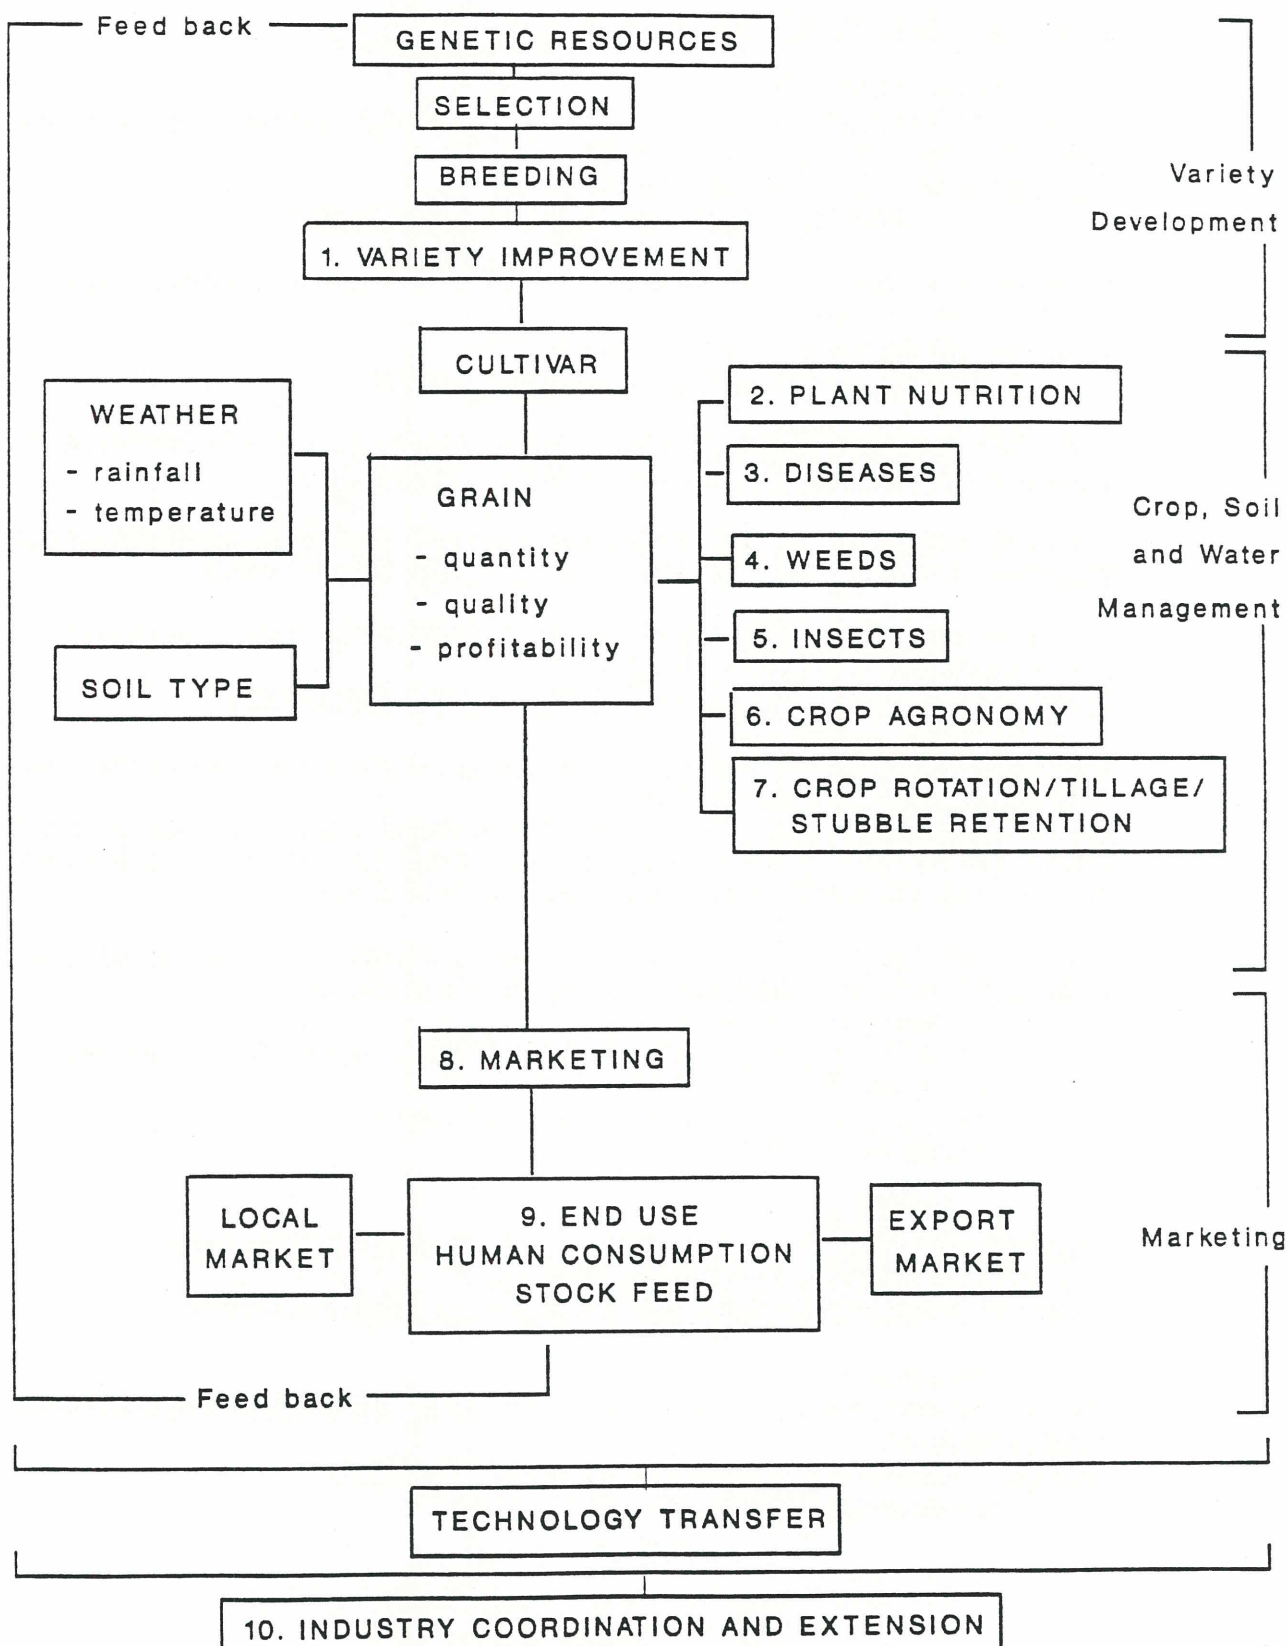 Feed back
GENETIC RESOURCES
SELECTION
BREEDING
1. VARIETY IMPROVEMENT
Variety
Development
CULTIVAR
WEATHER
- rainfall
- temperature
SOIL TYPE
GRAIN
- quantity
- quality
- profitability
2. PLANT NUTRITION
3. DISEASES
4. WEEDS
5. INSECTS
6. CROP AGRONOMY
7. CROP ROTATION/TILLAGE/
STUBBLE RETENTION
Crop, Soil
and Water
Management
8. MARKETING
LOCAL
MARKET
9. END USE
HUMAN CONSUMPTION
STOCK FEED
EXPORT
MARKET
Marketing
Feed back
TECHNOLOGY TRANSFER
10. INDUSTRY COORDINATION AND EXTENSION